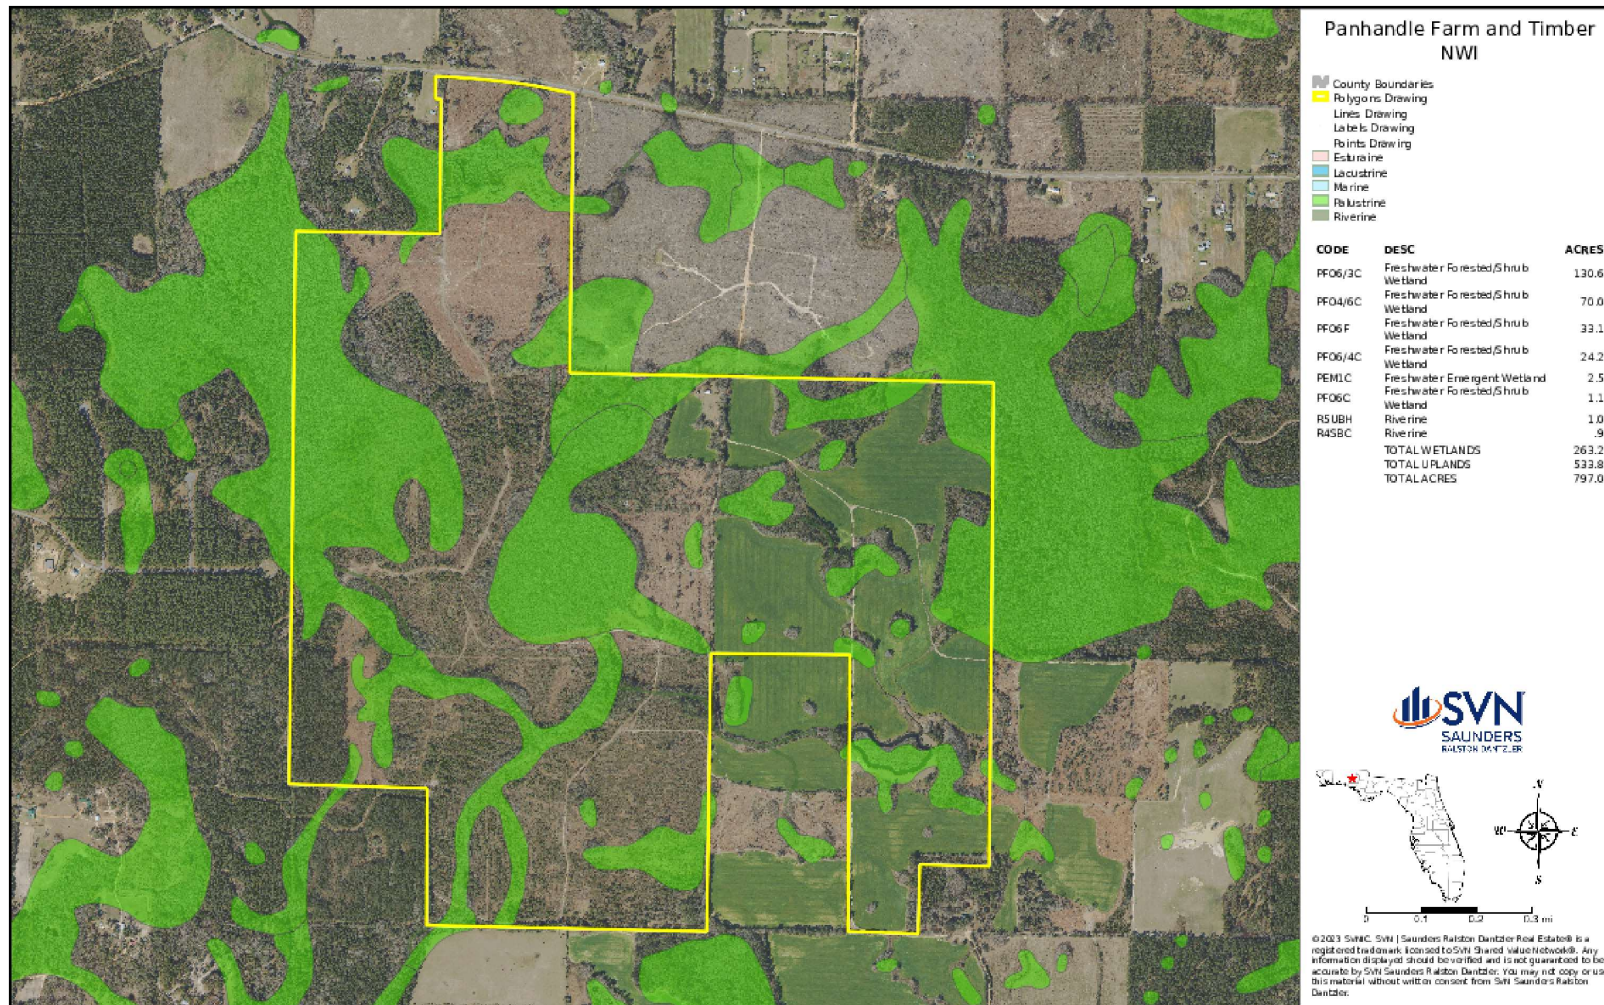 Panhandle Farm and Timber
NWI
County Boundaries
Polygons Drawing
Lines Drawing
Labels Drawing
Points Drawing
Esturaine
Lacustrine
Marine
Palustrine
Riverine
CODE DESC ACRES
PFO6/3C Freshwater Forested/Shrub Wetland 130.6
PFO4/6C Freshwater Forested/Shrub Wetland 70.0
PFO6F Freshwater Forested/Shrub Wetland 33.1
PFO6/4C Freshwater Forested/Shrub Wetland 24.2
PEM1C Freshwater Emergent Wetland 2.5
PFO6C Freshwater Forested/Shrub Wetland 1.1
R5UBH Riverine 1.0
R4SBC Riverine .9
TOTAL WETLANDS 263.2
TOTAL UPLANDS 533.8
TOTAL ACRES 797.0
SVN
SAUNDERS
RALSTON DANTZLER
N
W E
S
0 0.1 0.2 0.3 mi
©2023 SVNIC. SVN | Saunders Ralston Dantzler Real Estate® is a
registered trademark licensed to SVN Shared Value Network®. Any
information displayed should be verified and is not guaranteed to be
accurate by SVN Saunders Ralston Dantzler. You may not copy or us
this material without written consent from SVN Saunders Ralston
Dantzler.